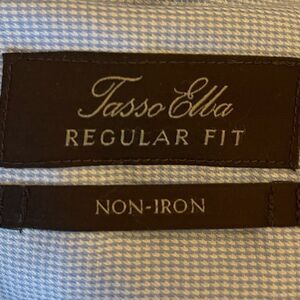 Tasso Elba
REGULAR FIT
NON-IRON